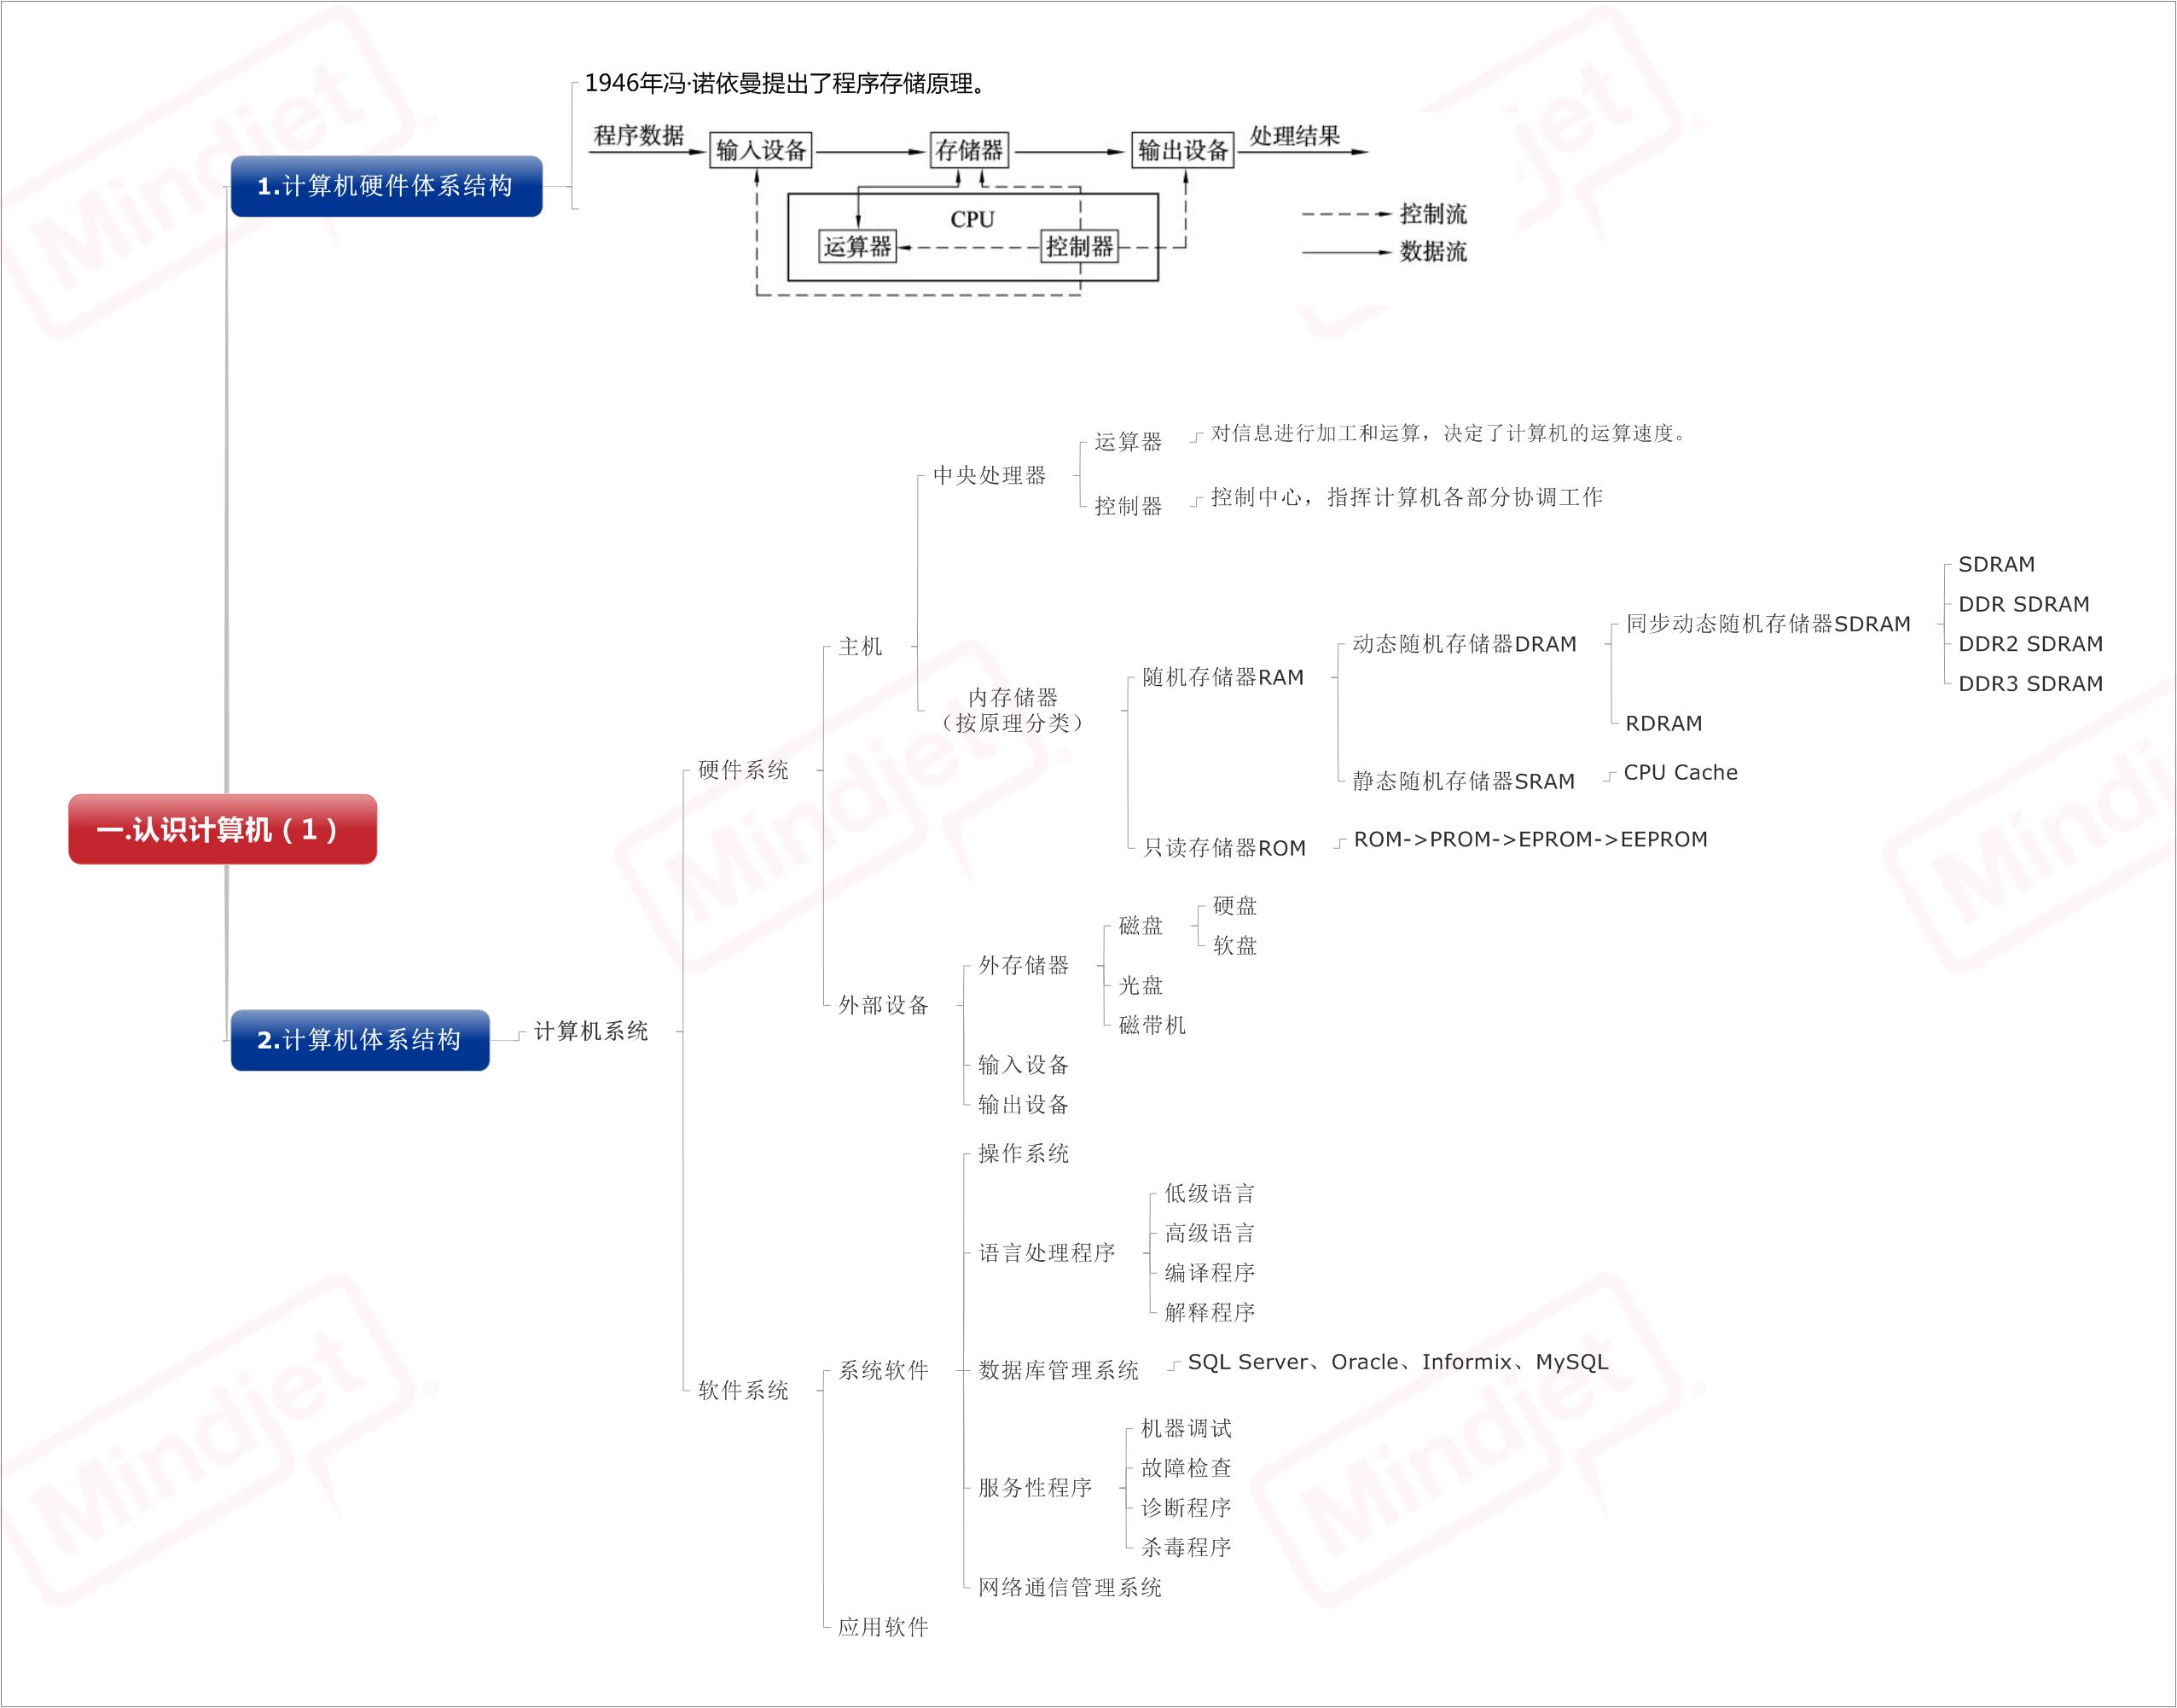 1946年冯·诺依曼提出了程序存储原理。
程序数据
输入设备
存储器
输出设备
处理结果
CPU
运算器
控制器
控制流
数据流
1.计算机硬件体系结构
一.认识计算机（1）
2.计算机体系结构
计算机系统
硬件系统
主机
中央处理器
运算器
对信息进行加工和运算，决定了计算机的运算速度。
控制器
控制中心，指挥计算机各部分协调工作
内存储器
（按原理分类）
随机存储器RAM
动态随机存储器DRAM
同步动态随机存储器SDRAM
SDRAM
DDR SDRAM
DDR2 SDRAM
DDR3 SDRAM
RDRAM
静态随机存储器SRAM
CPU Cache
只读存储器ROM
ROM->PROM->EPROM->EEPROM
外部设备
外存储器
磁盘
硬盘
软盘
光盘
磁带机
输入设备
输出设备
软件系统
系统软件
操作系统
语言处理程序
低级语言
高级语言
编译程序
解释程序
数据库管理系统
SQL Server、Oracle、Informix、MySQL
服务性程序
机器调试
故障检查
诊断程序
杀毒程序
网络通信管理系统
应用软件
Mindjet
Mindjet
Mindjet
Mindjet
Mindjet
Mindjet